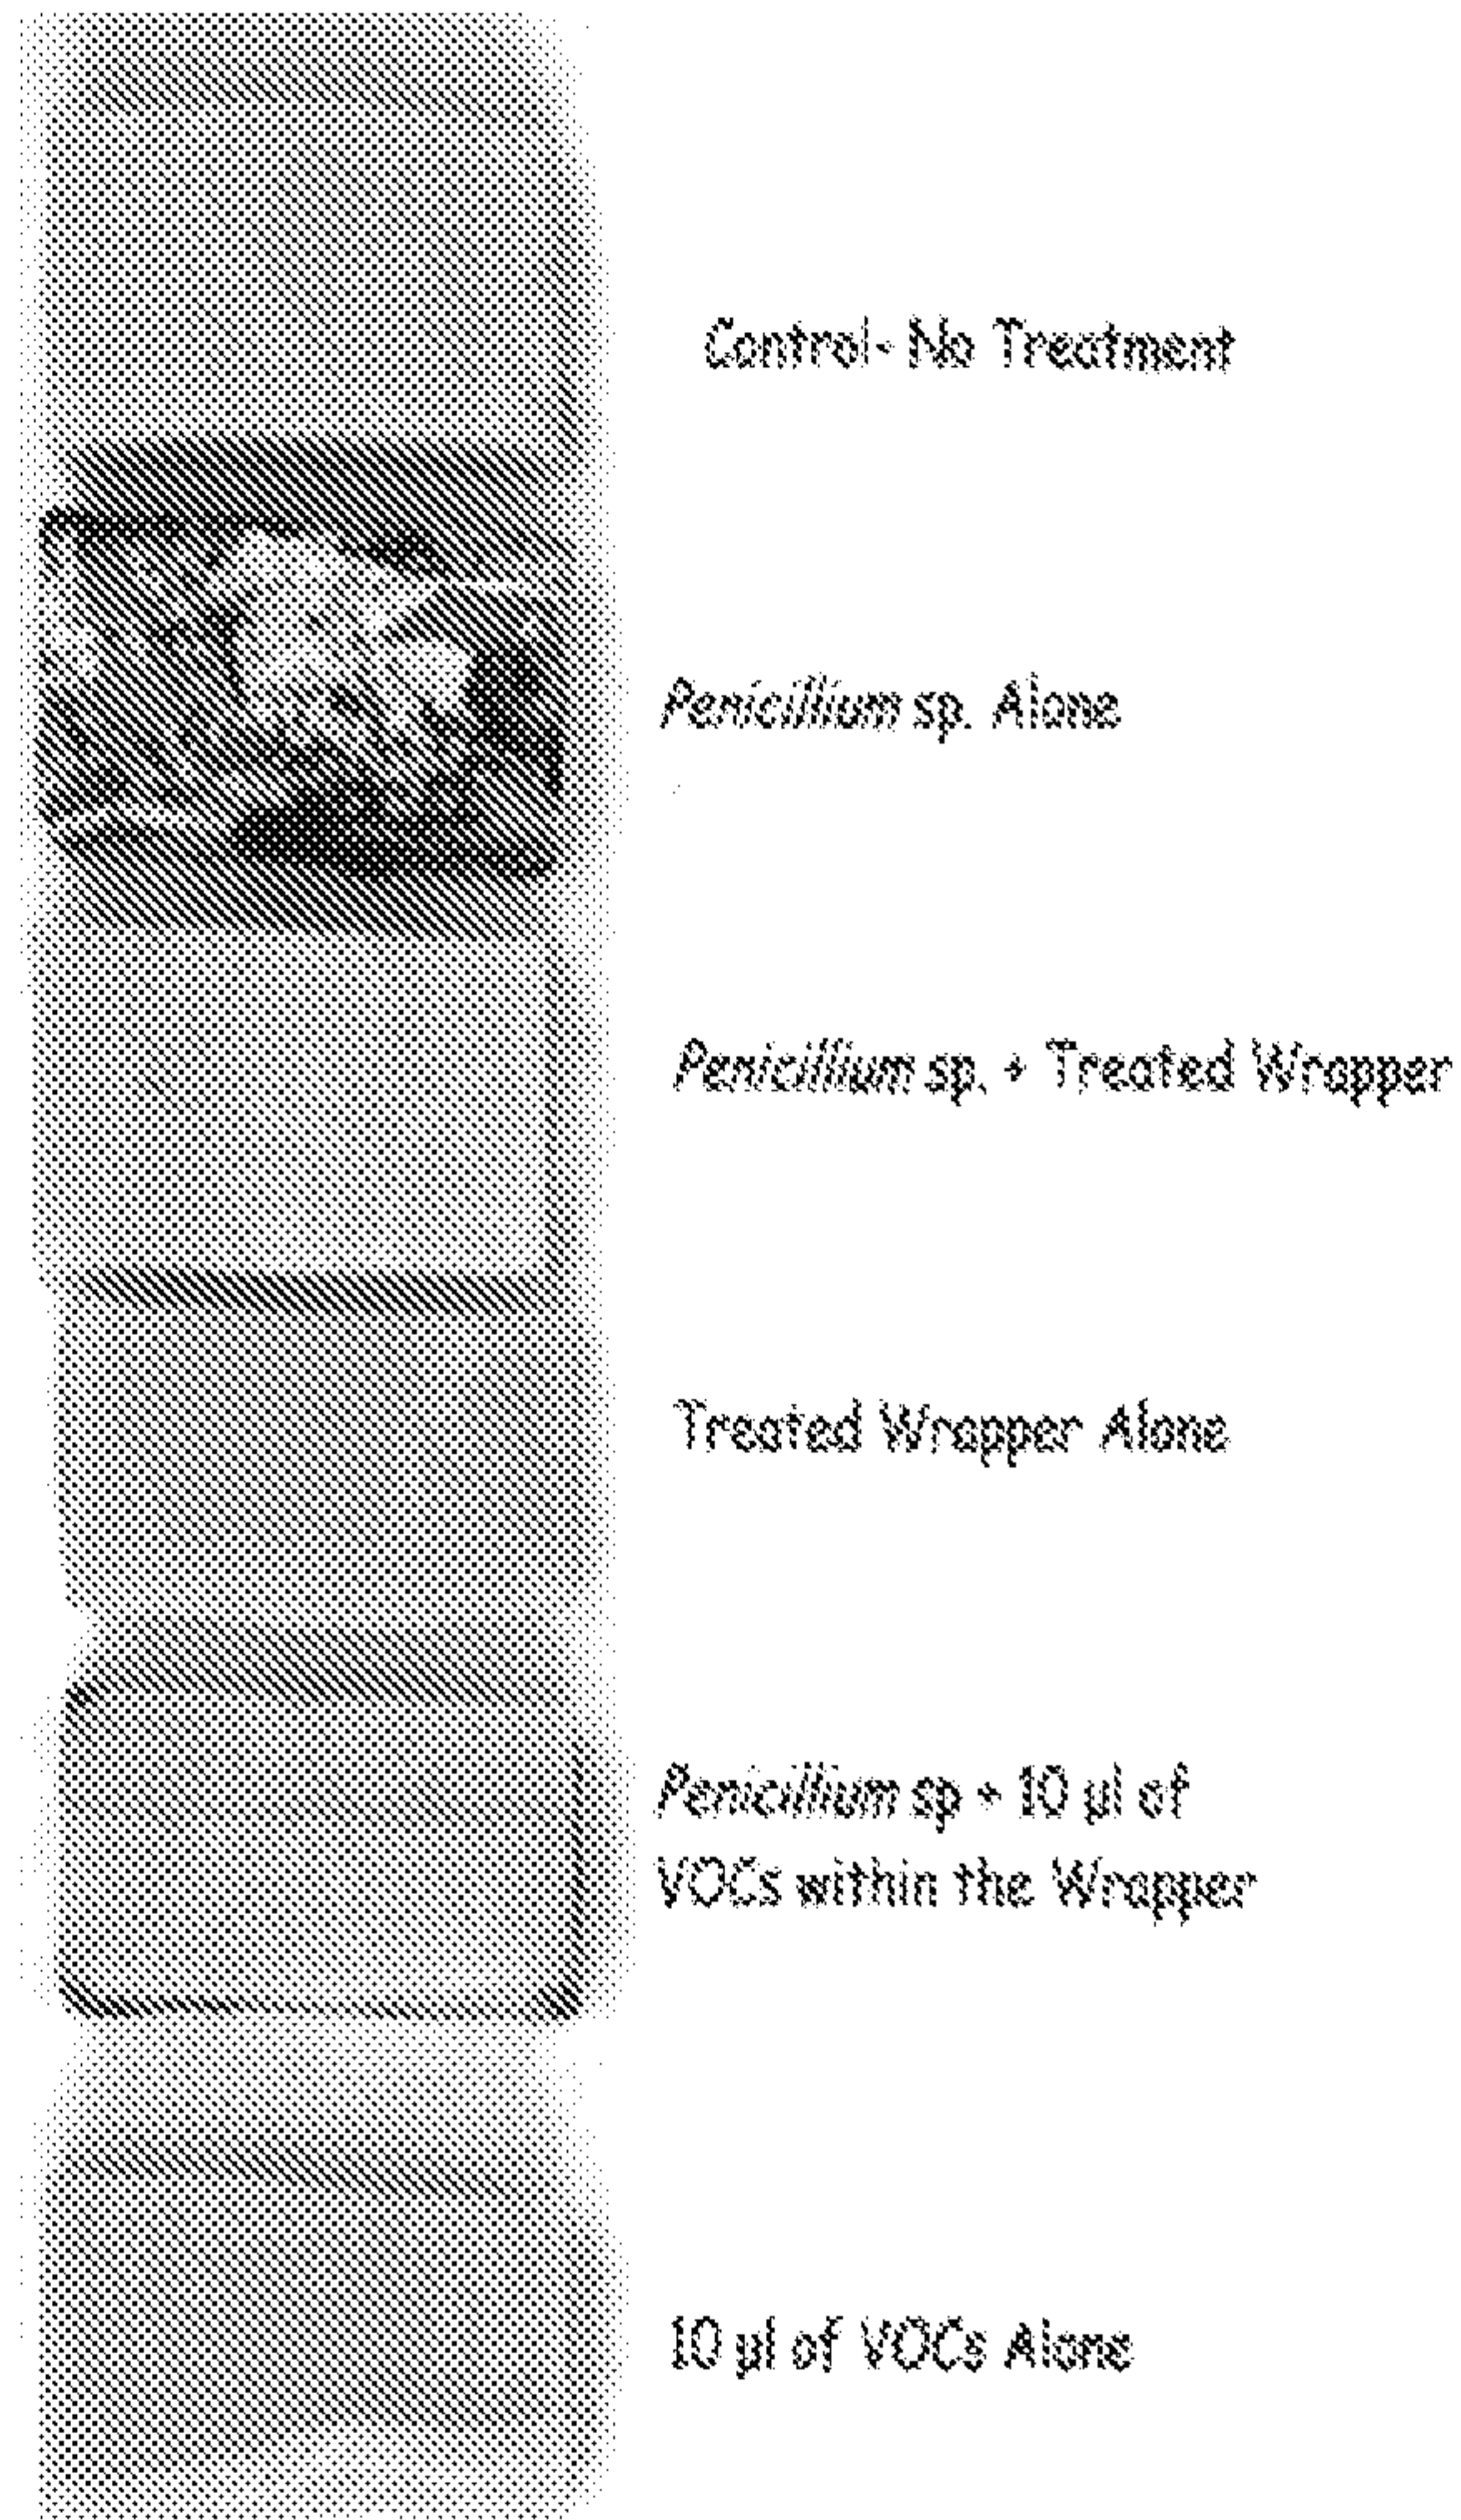 Control- No Treatment
Penicillium sp. Alone
Penicillium sp. + Treated Wrapper
Treated Wrapper Alone
Penicillium sp + 10 µl of
VOCs within the Wrapper
10 µl of VOCs Alone